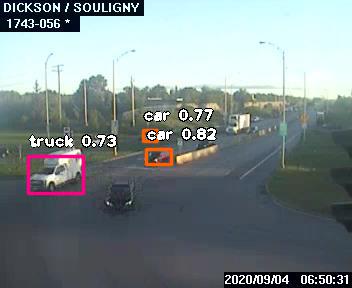 DICKSON / SOULIGNY
1743-056 *
car 0.77
car 0.82
truck 0.73
2020/09/04 06:50:31